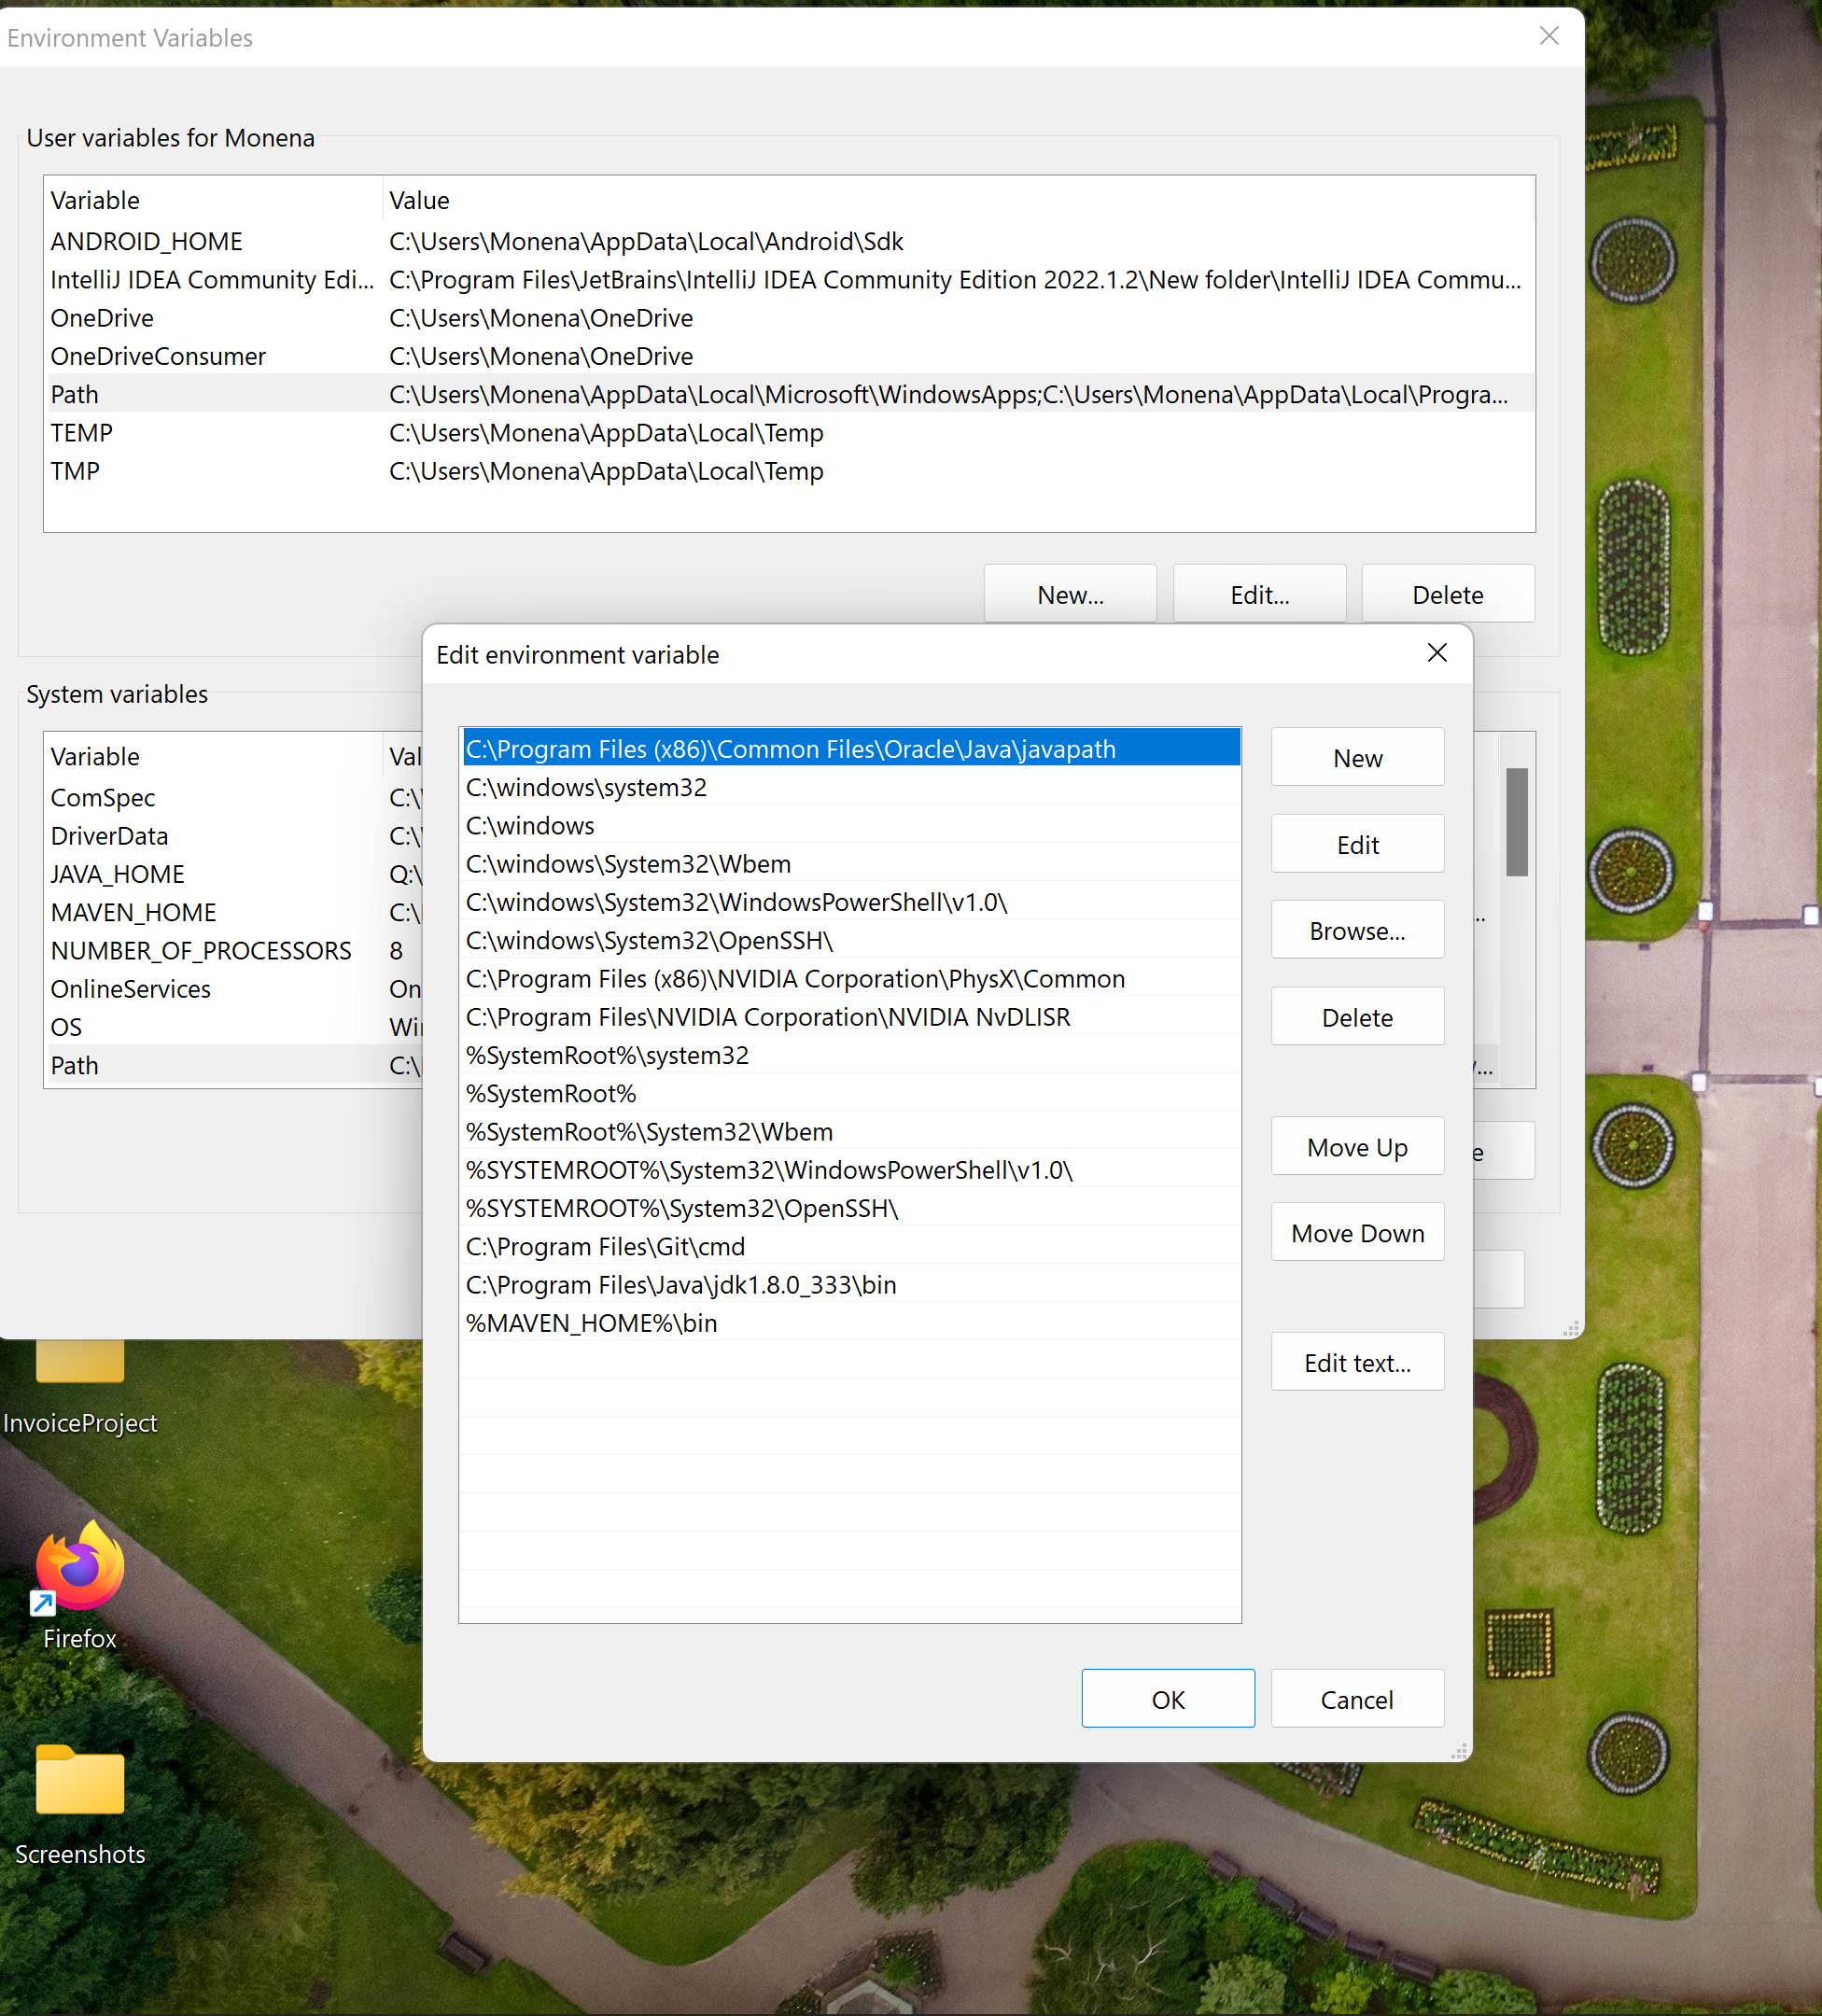 Environment Variables
User variables for Monena
Variable Value
ANDROID_HOME C:\Users\Monena\AppData\Local\Android\Sdk
IntelliJ IDEA Community Edi... C:\Program Files\JetBrains\IntelliJ IDEA Community Edition 2022.1.2\New folder\IntelliJ IDEA Commu...
OneDrive C:\Users\Monena\OneDrive
OneDriveConsumer C:\Users\Monena\OneDrive
Path C:\Users\Monena\AppData\Local\Microsoft\WindowsApps;C:\Users\Monena\AppData\Local\Progra...
TEMP C:\Users\Monena\AppData\Local\Temp
TMP C:\Users\Monena\AppData\Local\Temp
New... Edit... Delete
System variables
Variable Val
ComSpec C:\
DriverData C:\
JAVA_HOME Q:\
MAVEN_HOME C:\
NUMBER_OF_PROCESSORS 8
OnlineServices On
OS Wi
Path C:\
Edit environment variable
C:\Program Files (x86)\Common Files\Oracle\Java\javapath
C:\windows\system32
C:\windows
C:\windows\System32\Wbem
C:\windows\System32\WindowsPowerShell\v1.0\
C:\windows\System32\OpenSSH\
C:\Program Files (x86)\NVIDIA Corporation\PhysX\Common
C:\Program Files\NVIDIA Corporation\NVIDIA NvDLISR
%SystemRoot%\system32
%SystemRoot%
%SystemRoot%\System32\Wbem
%SYSTEMROOT%\System32\WindowsPowerShell\v1.0\
%SYSTEMROOT%\System32\OpenSSH\
C:\Program Files\Git\cmd
C:\Program Files\Java\jdk1.8.0_333\bin
%MAVEN_HOME%\bin
New
Edit
Browse...
Delete
Move Up
Move Down
Edit text...
OK Cancel
InvoiceProject
Firefox
Screenshots